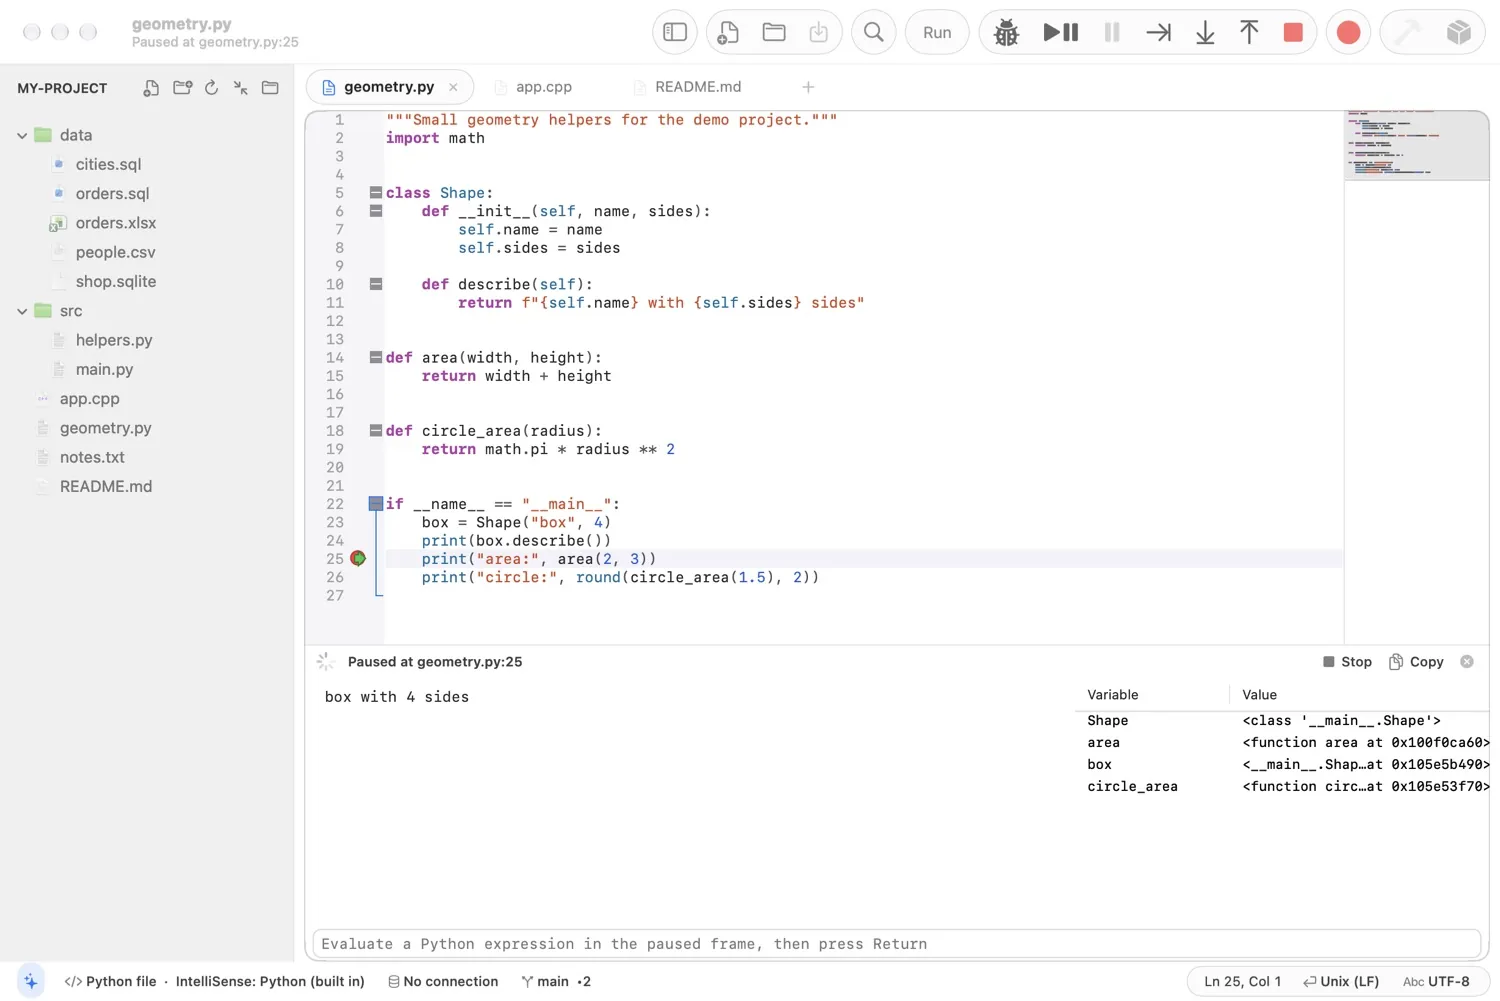 geometry.py
Paused at geometry.py:25
Run
MY-PROJECT
data
cities.sql
orders.sql
orders.xlsx
people.csv
shop.sqlite
src
helpers.py
main.py
app.cpp
geometry.py
notes.txt
README.md
geometry.py
app.cpp
README.md
1 """Small geometry helpers for the demo project."""
2 import math
3
4
5 class Shape:
6     def __init__(self, name, sides):
7         self.name = name
8         self.sides = sides
9
10     def describe(self):
11         return f"{self.name} with {self.sides} sides"
12
13
14 def area(width, height):
15     return width + height
16
17
18 def circle_area(radius):
19     return math.pi * radius ** 2
20
21
22 if __name__ == "__main__":
23     box = Shape("box", 4)
24     print(box.describe())
25     print("area:", area(2, 3))
26     print("circle:", round(circle_area(1.5), 2))
27
Paused at geometry.py:25
Stop Copy
box with 4 sides
Variable Value
Shape <class '__main__.Shape'>
area <function area at 0x100f0ca60>
box <__main__.Shap…at 0x105e5b490>
circle_area <function circ…at 0x105e53f70>
Evaluate a Python expression in the paused frame, then press Return
</> Python file · IntelliSense: Python (built in) No connection main •2
Ln 25, Col 1 Unix (LF) Abc UTF-8